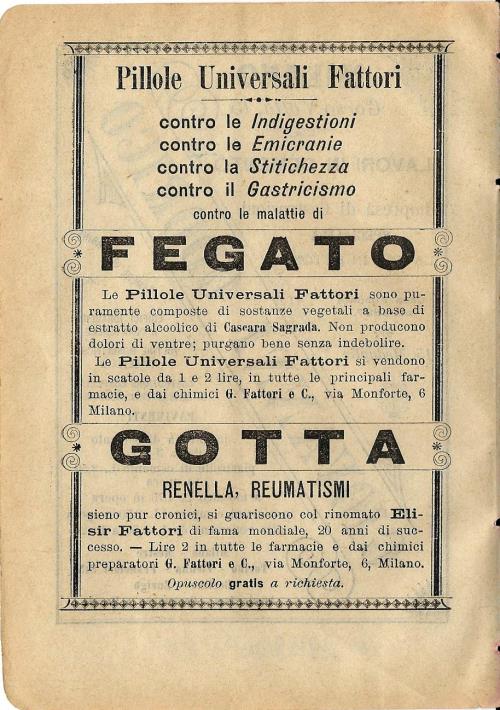 Pillole Universali Fattori
contro le Indigestioni
contro le Emicranie
contro la Stitichezza
contro il Gastricismo
contro le malattie di
FEGATO
Le Pillole Universali Fattori sono pu-
ramente composte di sostanze vegetali a base di
estratto alcoolico di Cascara Sagrada. Non producono
dolori di ventre; purgano bene senza indebolire.
Le Pillole Universali Fattori si vendono
in scatole da 1 e 2 lire, in tutte le principali far-
macie, e dai chimici G. Fattori e C., via Monforte, 6
Milano.
GOTTA
RENELLA, REUMATISMI
sieno pur cronici, si guariscono col rinomato Eli-
sir Fattori di fama mondiale, 20 anni di suc-
cesso. — Lire 2 in tutte le farmacie e dai chimici
preparatori G. Fattori e C., via Monforte, 6, Milano.
Opuscolo gratis a richiesta.